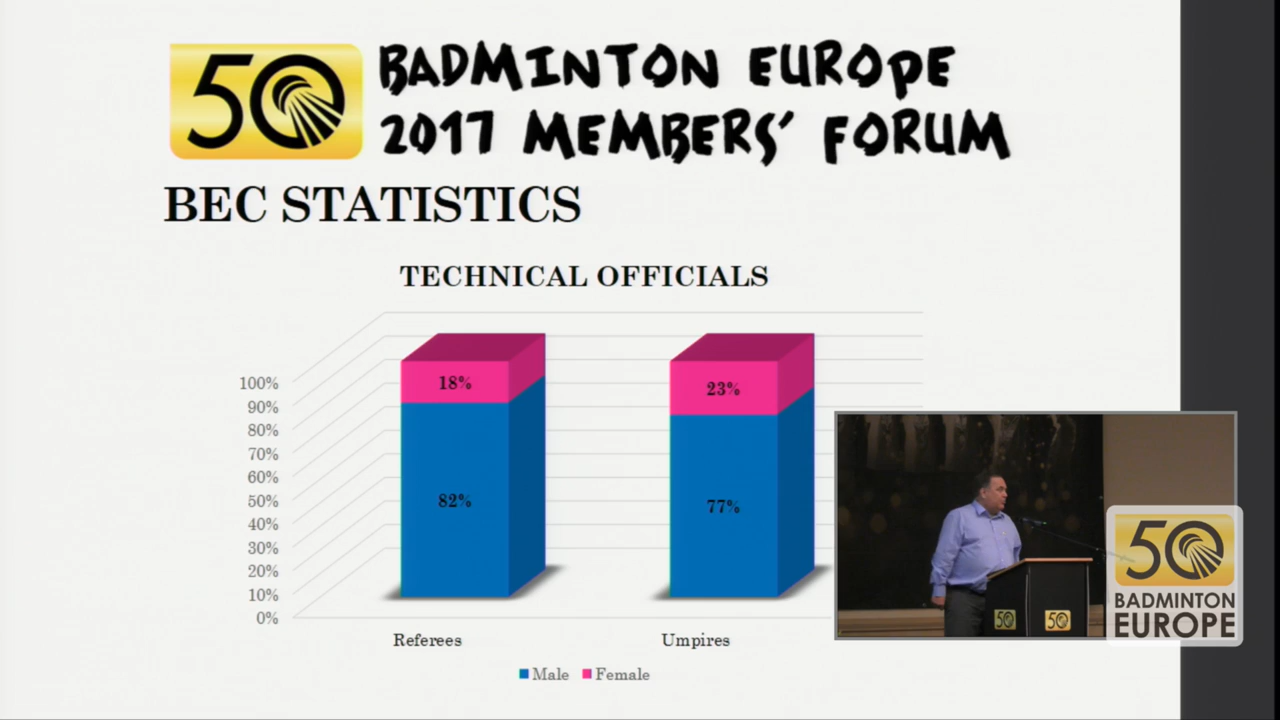 50 BADMINTON EUROPE
2017 MEMBERS' FORUM
BEC STATISTICS
TECHNICAL OFFICIALS
100%
90%
80%
70%
60%
50%
40%
30%
20%
10%
0%
18%
82%
23%
77%
Referees
Umpires
Male
Female
50
50
50
BADMINTON
EUROPE